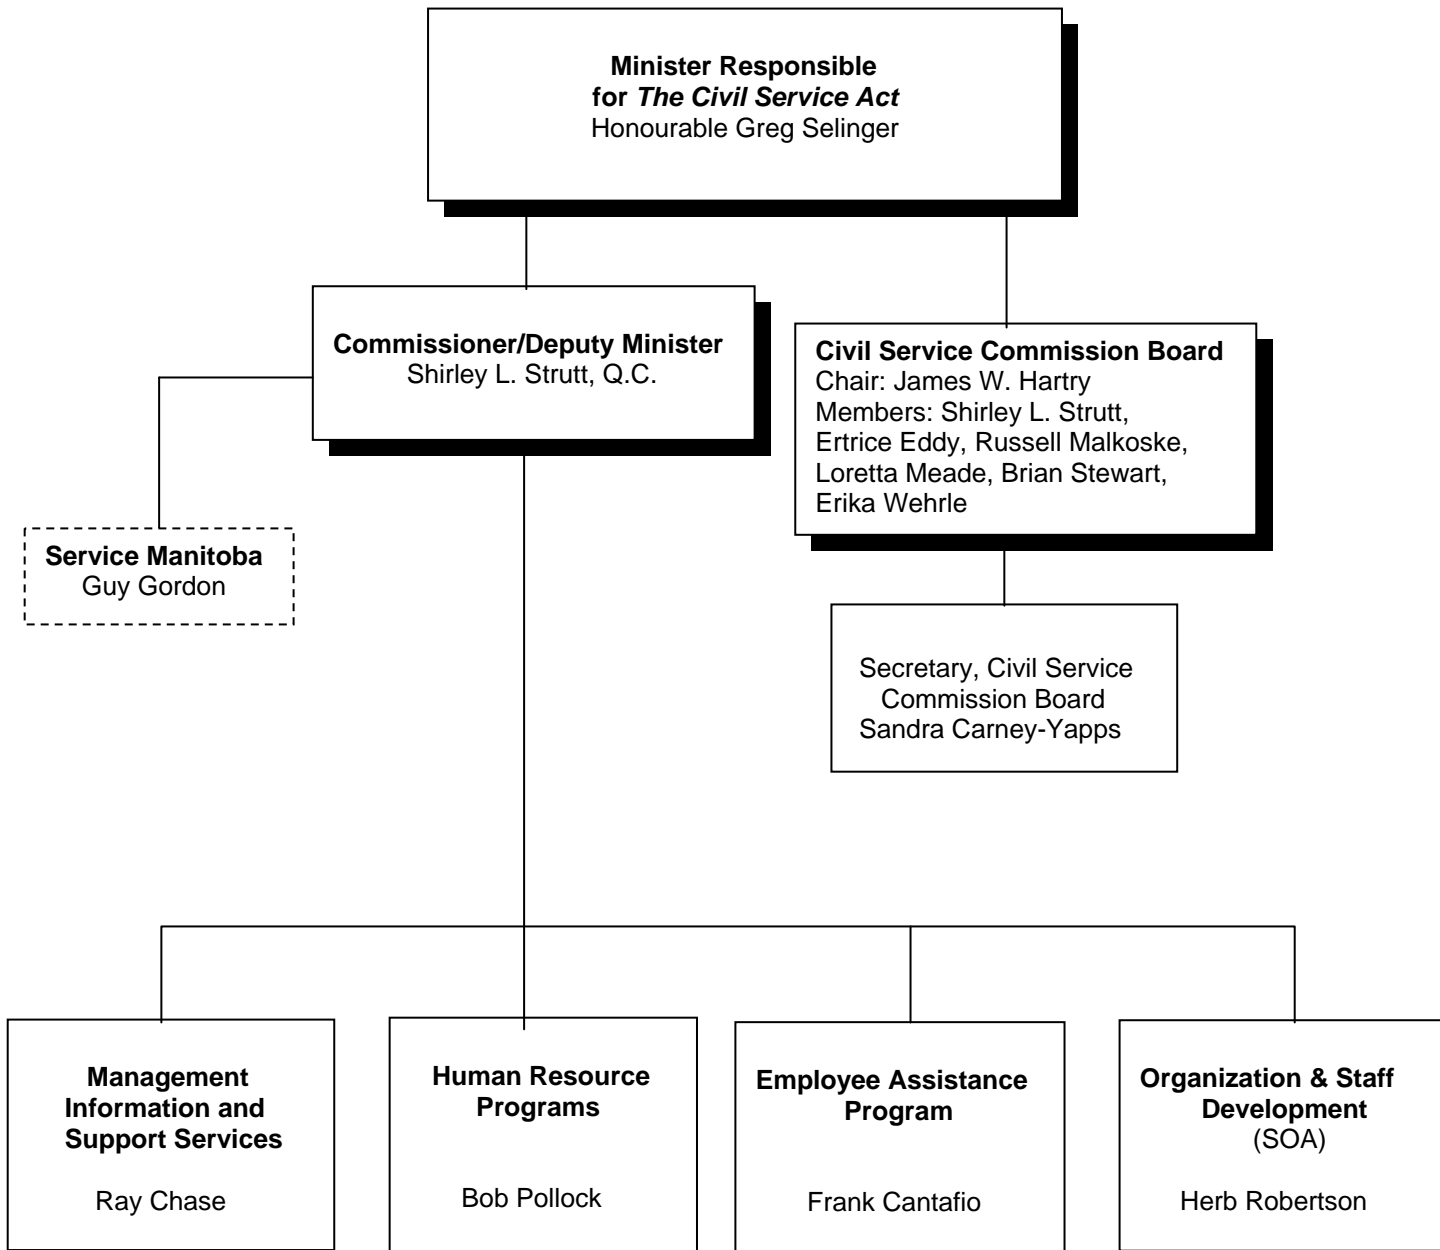 Minister Responsible
for The Civil Service Act
Honourable Greg Selinger
Commissioner/Deputy Minister
Shirley L. Strutt, Q.C.
Civil Service Commission Board
Chair: James W. Hartry
Members: Shirley L. Strutt,
Ertrice Eddy, Russell Malkoske,
Loretta Meade, Brian Stewart,
Erika Wehrle
Service Manitoba
Guy Gordon
Secretary, Civil Service
Commission Board
Sandra Carney-Yapps
Management
Information and
Support Services
Ray Chase
Human Resource
Programs
Bob Pollock
Employee Assistance
Program
Frank Cantafio
Organization & Staff
Development
(SOA)
Herb Robertson